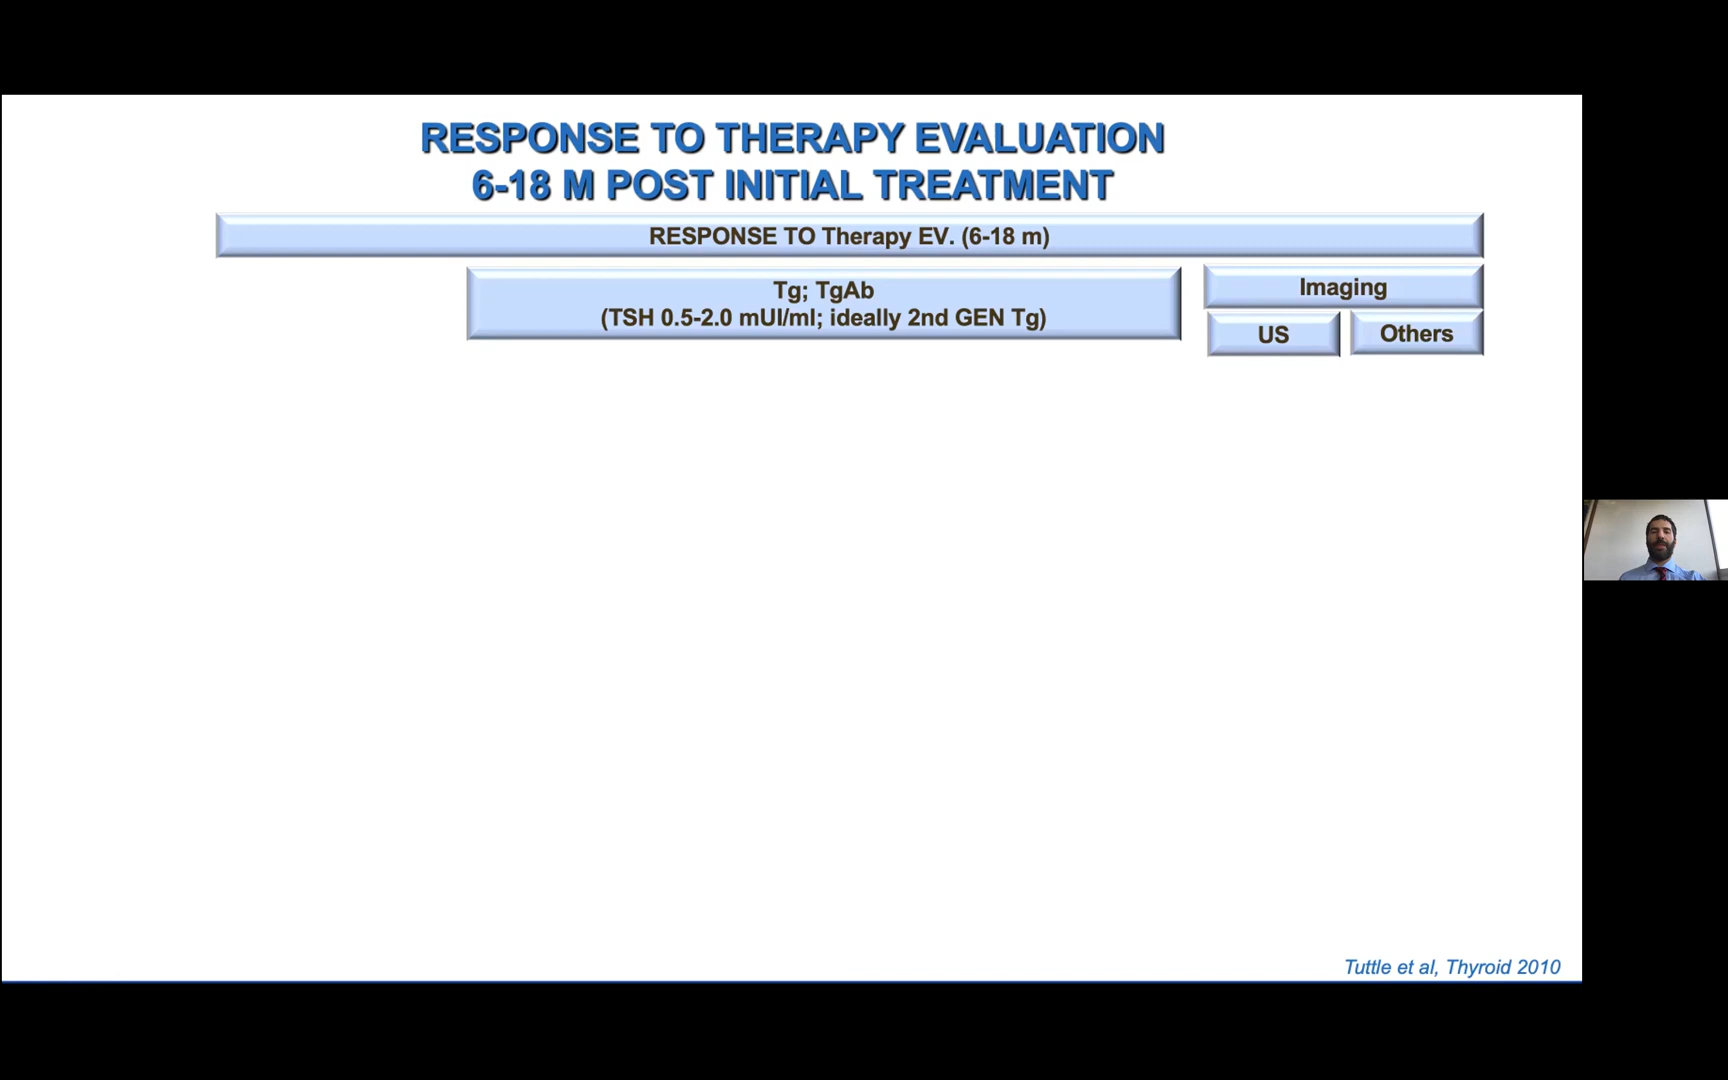 RESPONSE TO THERAPY EVALUATION
6-18 M POST INITIAL TREATMENT
RESPONSE TO Therapy EV. (6-18 m)
Tg; TgAb
(TSH 0.5-2.0 mUI/ml; ideally 2nd GEN Tg)
Imaging
US
Others
Tuttle et al, Thyroid 2010